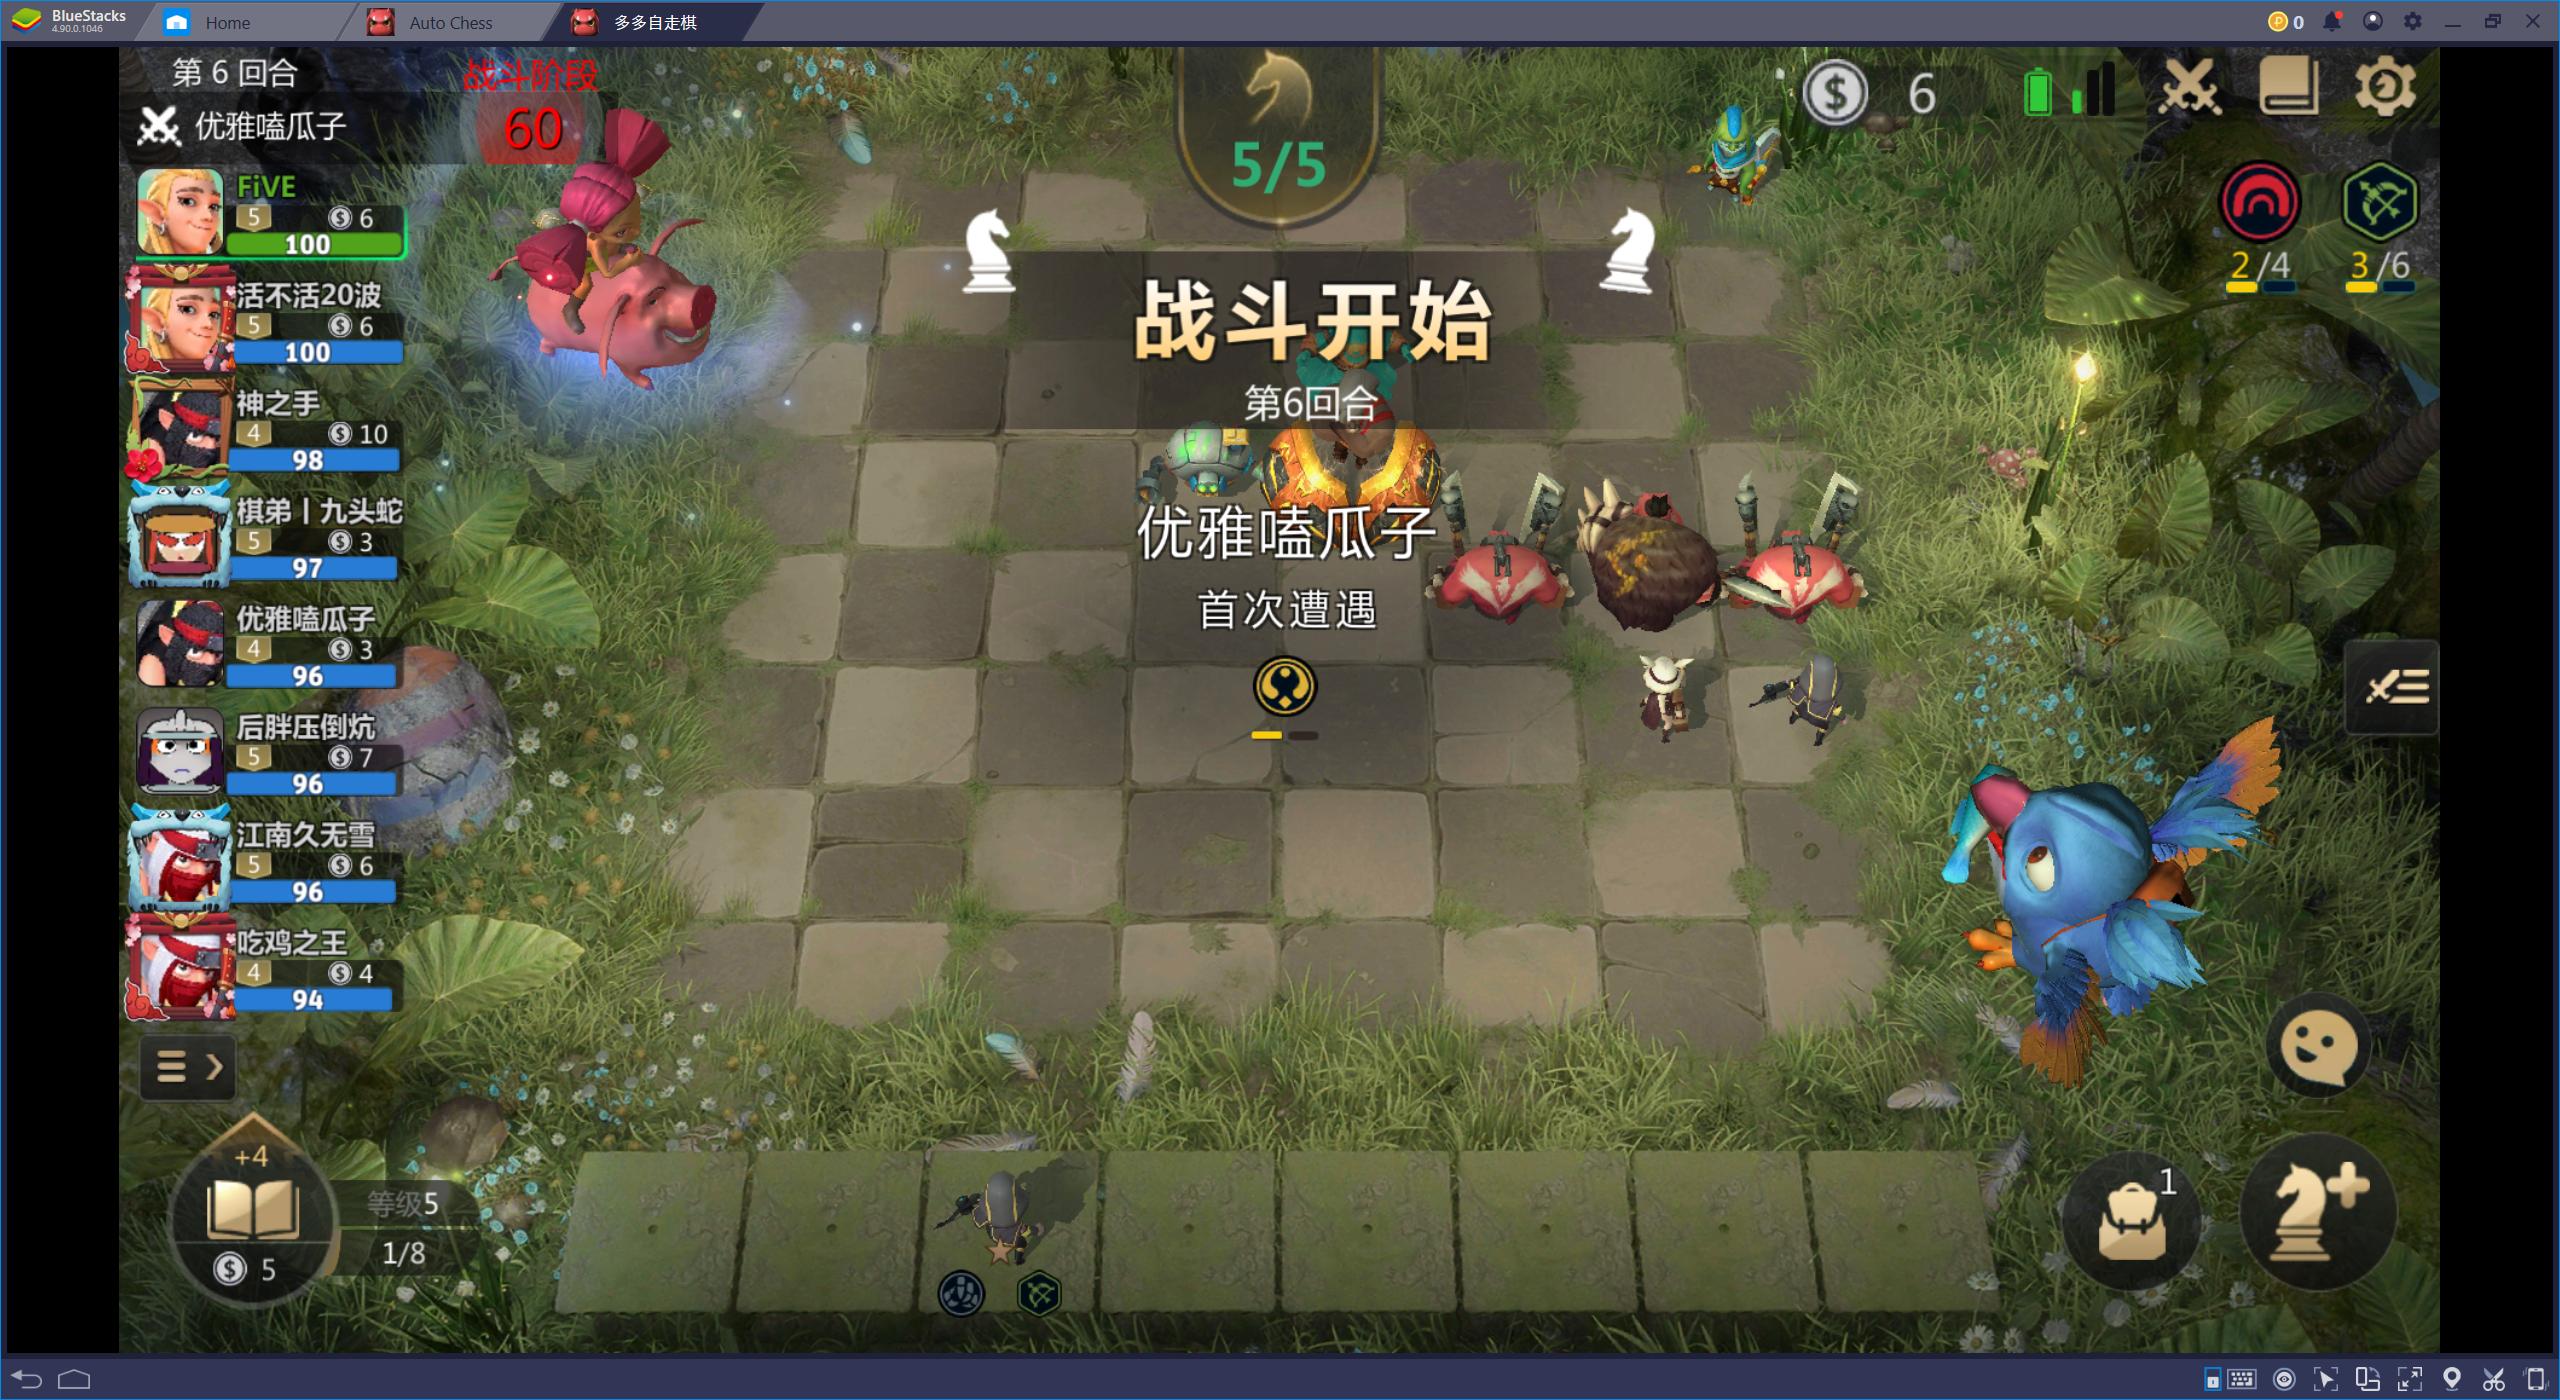 BlueStacks
4.90.0.1046
Home
Auto Chess
多多自走棋
0
第 6 回合
战斗阶段
优雅嗑瓜子
60
5/5
6
2/4
3/6
FiVE
5
6
100
活不活20波
5
6
100
神之手
4
10
98
棋弟丨九头蛇
5
3
97
优雅嗑瓜子
4
3
96
后胖压倒炕
5
7
96
江南久无雪
5
6
96
吃鸡之王
4
4
94
战斗开始
第6回合
优雅嗑瓜子
首次遭遇
+4
等级5
1/8
5
1